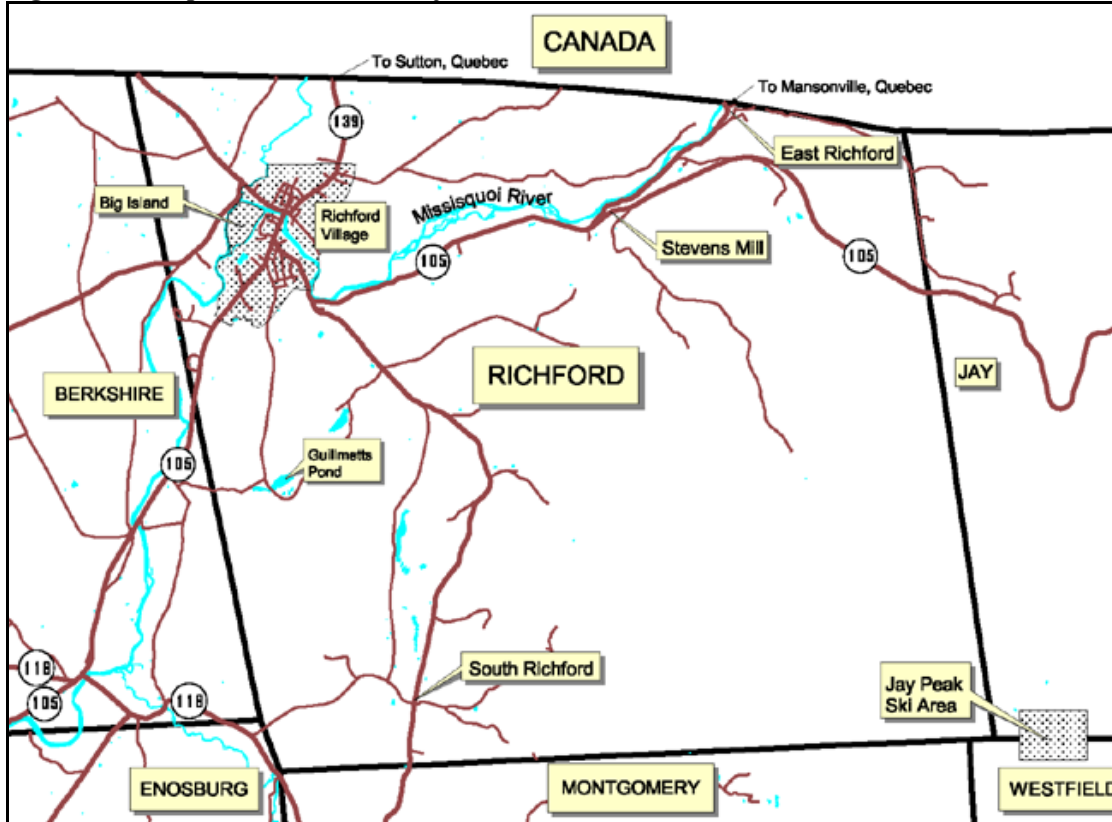 CANADA
To Sutton, Quebec
To Mansonville, Quebec
139
East Richford
Big Island
Missisquoi River
Richford
Village
Stevens Mill
105
105
RICHFORD
JAY
BERKSHIRE
Guillmetts
Pond
105
South Richford
118
Jay Peak
Ski Area
105
118
ENOSBURG
MONTGOMERY
WESTFIELD